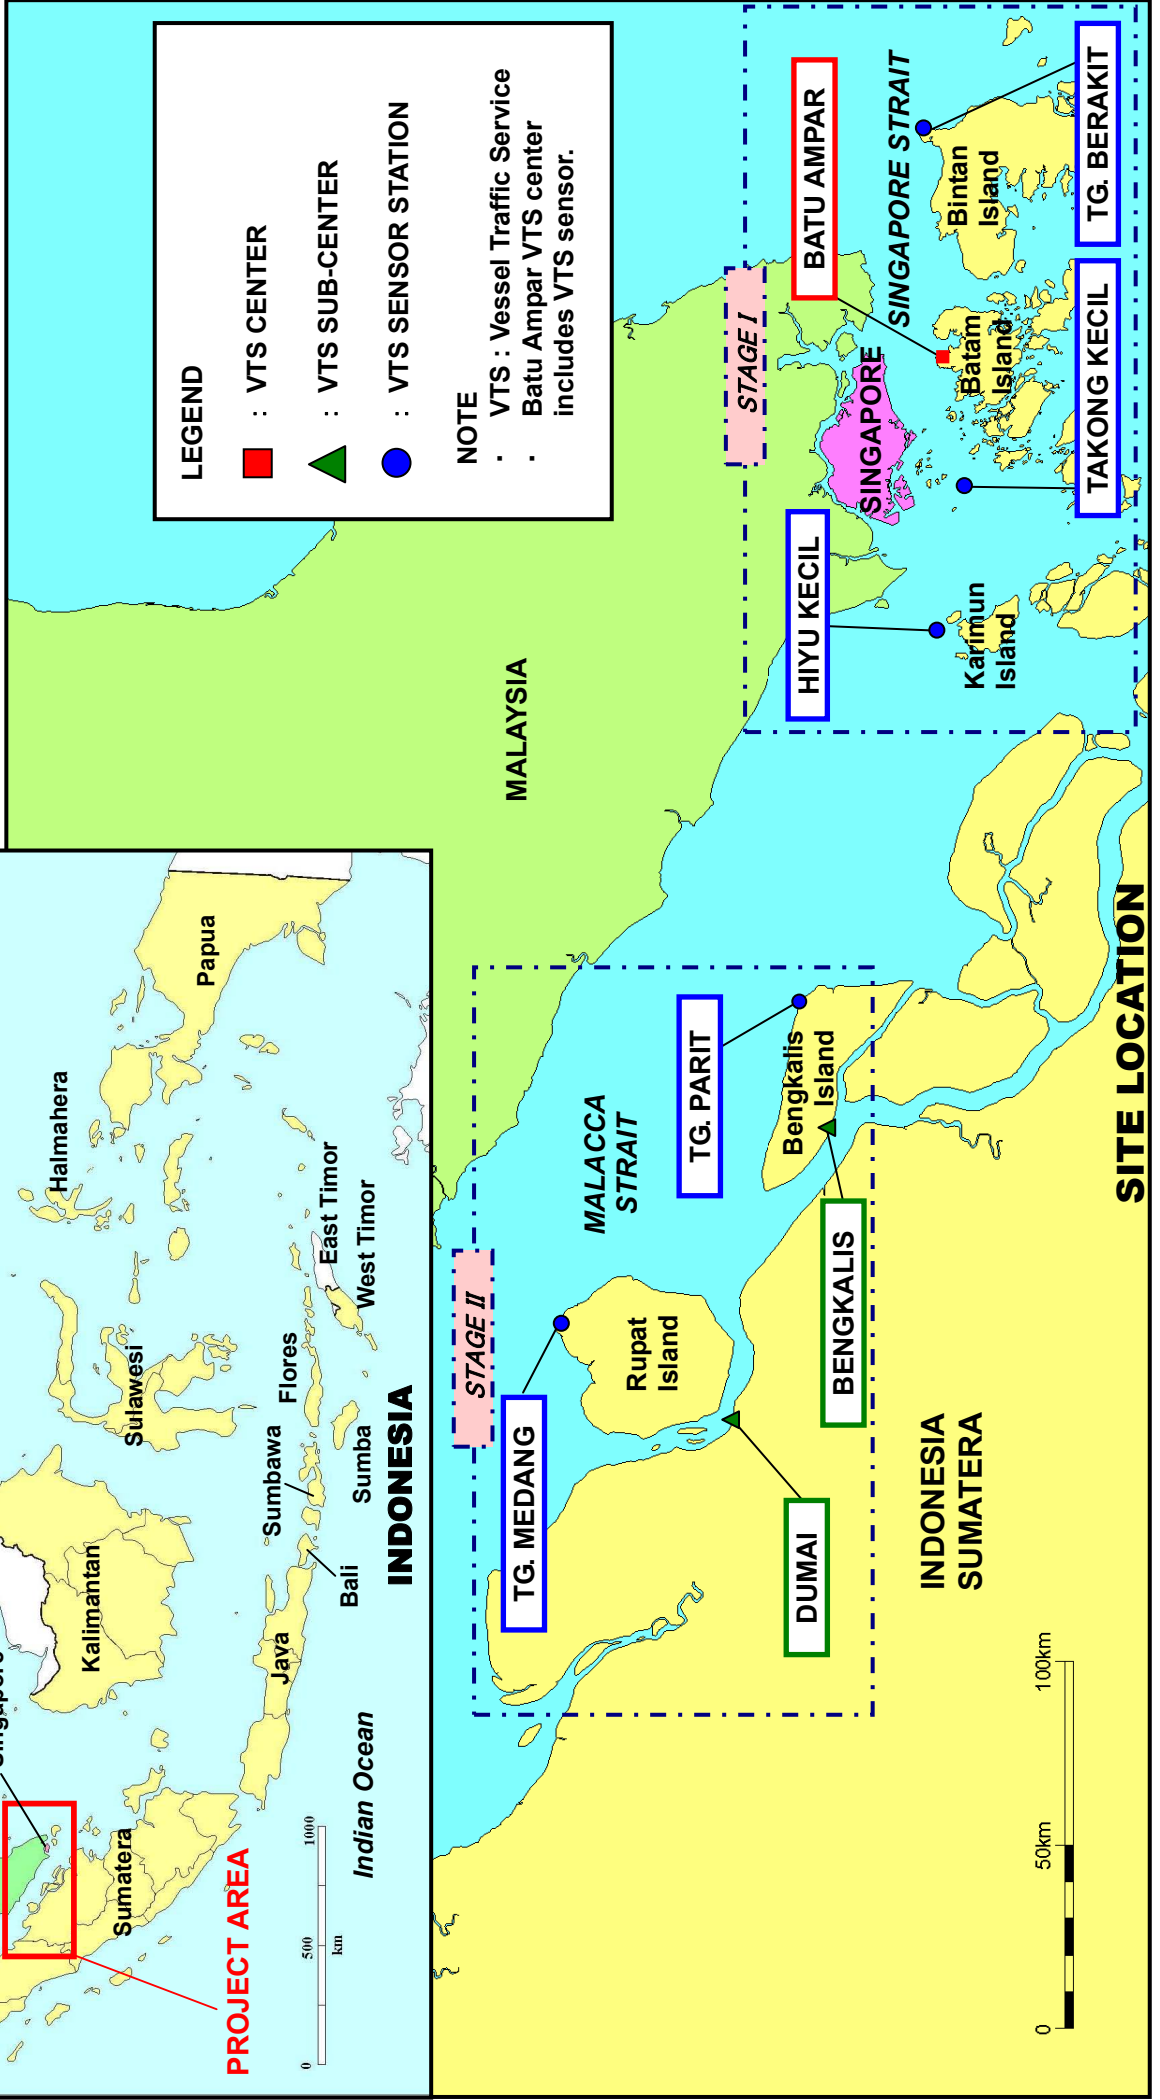 Papua
Halmahera
East Timor
West Timor
Sulawesi
Flores
Sumbawa
Sumba
Kalimantan
Bali
Java
INDONESIA
Indian Ocean
Sumatera
PROJECT AREA
0
500
1000
km
LEGEND
: VTS CENTER
: VTS SUB-CENTER
: VTS SENSOR STATION
NOTE
· VTS : Vessel Traffic Service
· Batu Ampar VTS center
includes VTS sensor.
MALAYSIA
STAGE I
BATU AMPAR
SINGAPORE STRAIT
SINGAPORE
HIYU KECIL
Bintan
Island
Batam
Island
Karimun
Island
TG. BERAKIT
TAKONG KECIL
STAGE II
TG. MEDANG
MALACCA
STRAIT
Rupat
Island
TG. PARIT
Bengkalis
Island
BENGKALIS
DUMAI
INDONESIA
SUMATERA
0
50km
100km
SITE LOCATION